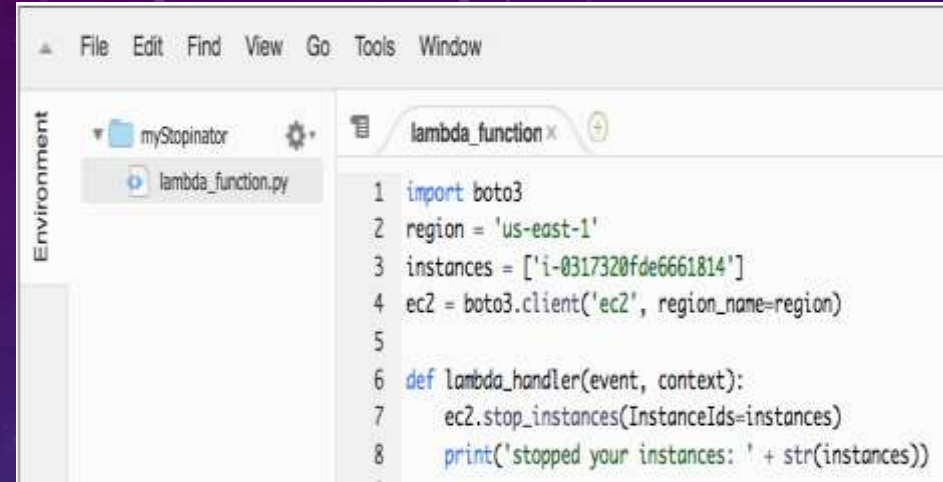 File Edit Find View Go Tools Window
Environment
myStopinator
lambda_function.py
lambda_function ×
1 import boto3
2 region = 'us-east-1'
3 instances = ['i-0317320fde6661814']
4 ec2 = boto3.client('ec2', region_name=region)
5
6 def lambda_handler(event, context):
7 ec2.stop_instances(InstanceIds=instances)
8 print('stopped your instances: ' + str(instances))